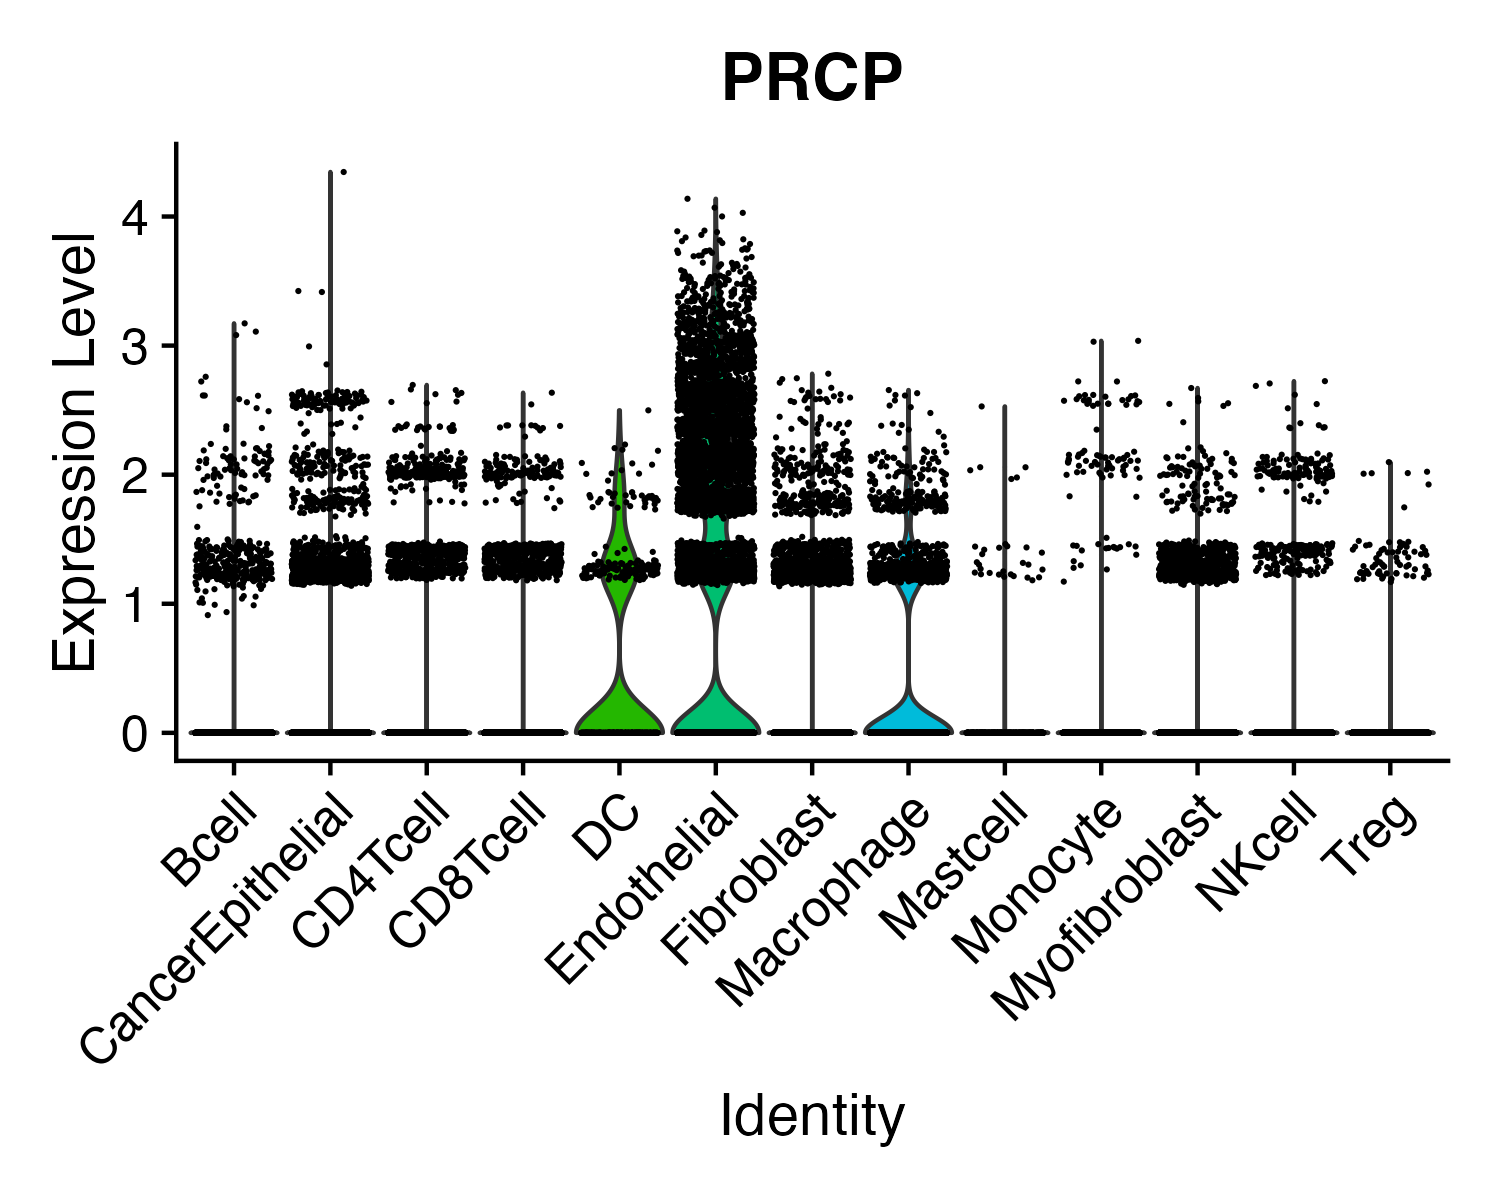 PRCP
Expression Level
4
3
2
1
0
Bcell
CancerEpithelial
CD4Tcell
CD8Tcell
DC
Endothelial
Fibroblast
Macrophage
Mastcell
Monocyte
Myofibroblast
NKcell
Treg
Identity